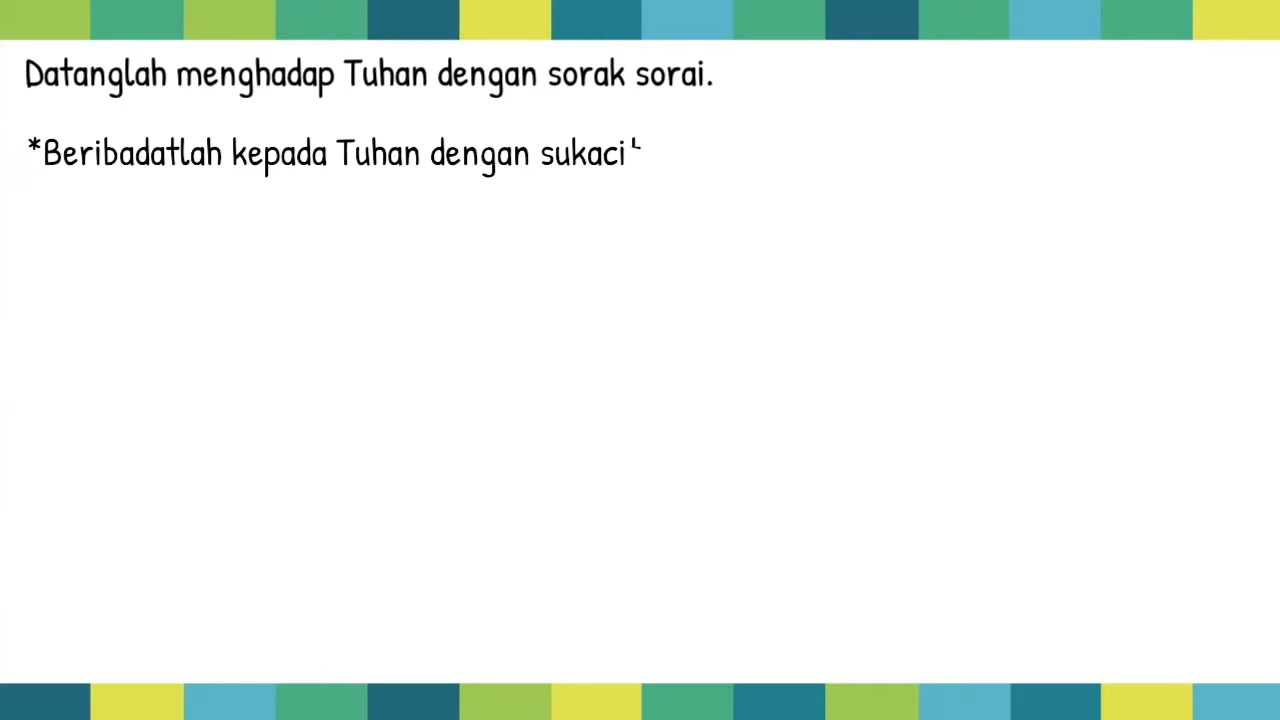 Datanglah menghadap Tuhan dengan sorak sorai.
*Beribadatlah kepada Tuhan dengan sukaci